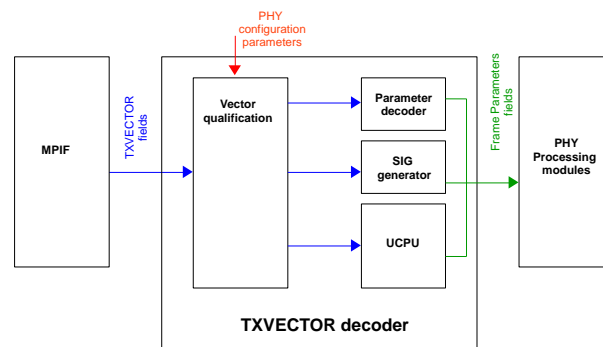 PHY
configuration
parameters
MPIF
TXVECTOR
fields
Vector
qualification
Parameter
decoder
SIG
generator
UCPU
Frame Parameters
fields
PHY
Processing
modules
TXVECTOR decoder